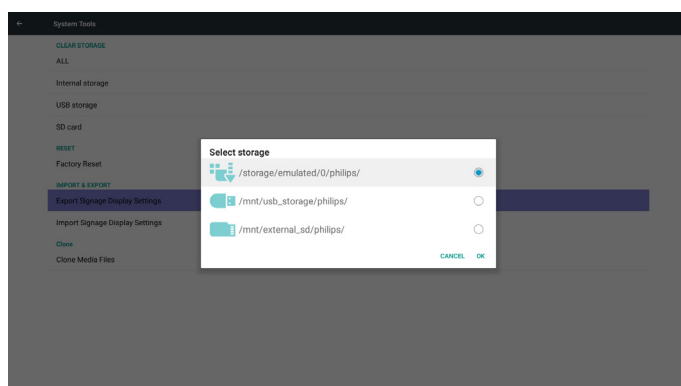 System Tools
CLEAR STORAGE
ALL
Internal storage
USB storage
SD card
RESET
Factory Reset
IMPORT & EXPORT
Export Signage Display Settings
Import Signage Display Settings
Clone
Clone Media Files
Select storage
/storage/emulated/0/philips/
/mnt/usb_storage/philips/
/mnt/external_sd/philips/
CANCEL OK